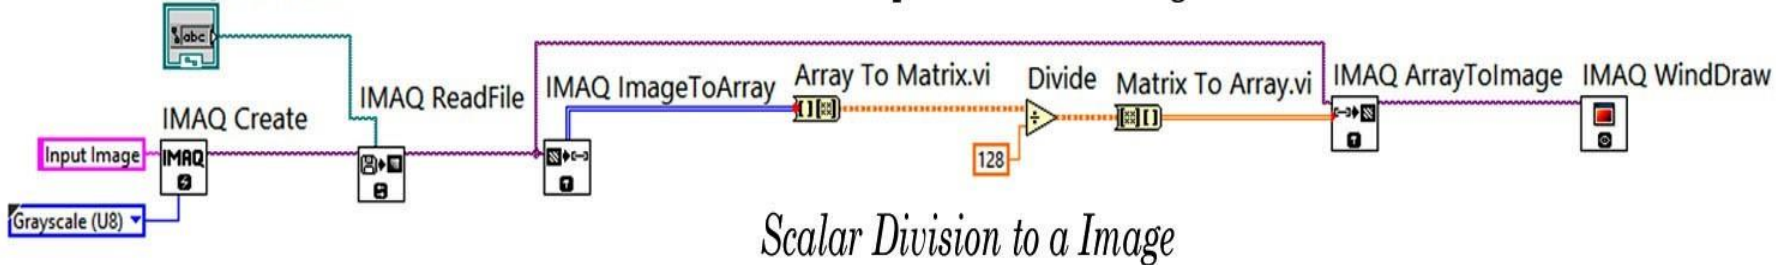 abc
IMAQ Create
IMAQ ReadFile
IMAQ ImageToArray
Array To Matrix.vi
Divide
Matrix To Array.vi
IMAQ ArrayToImage
IMAQ WindDraw
Input Image
IMAQ
128
Grayscale (U8)
Scalar Division to a Image